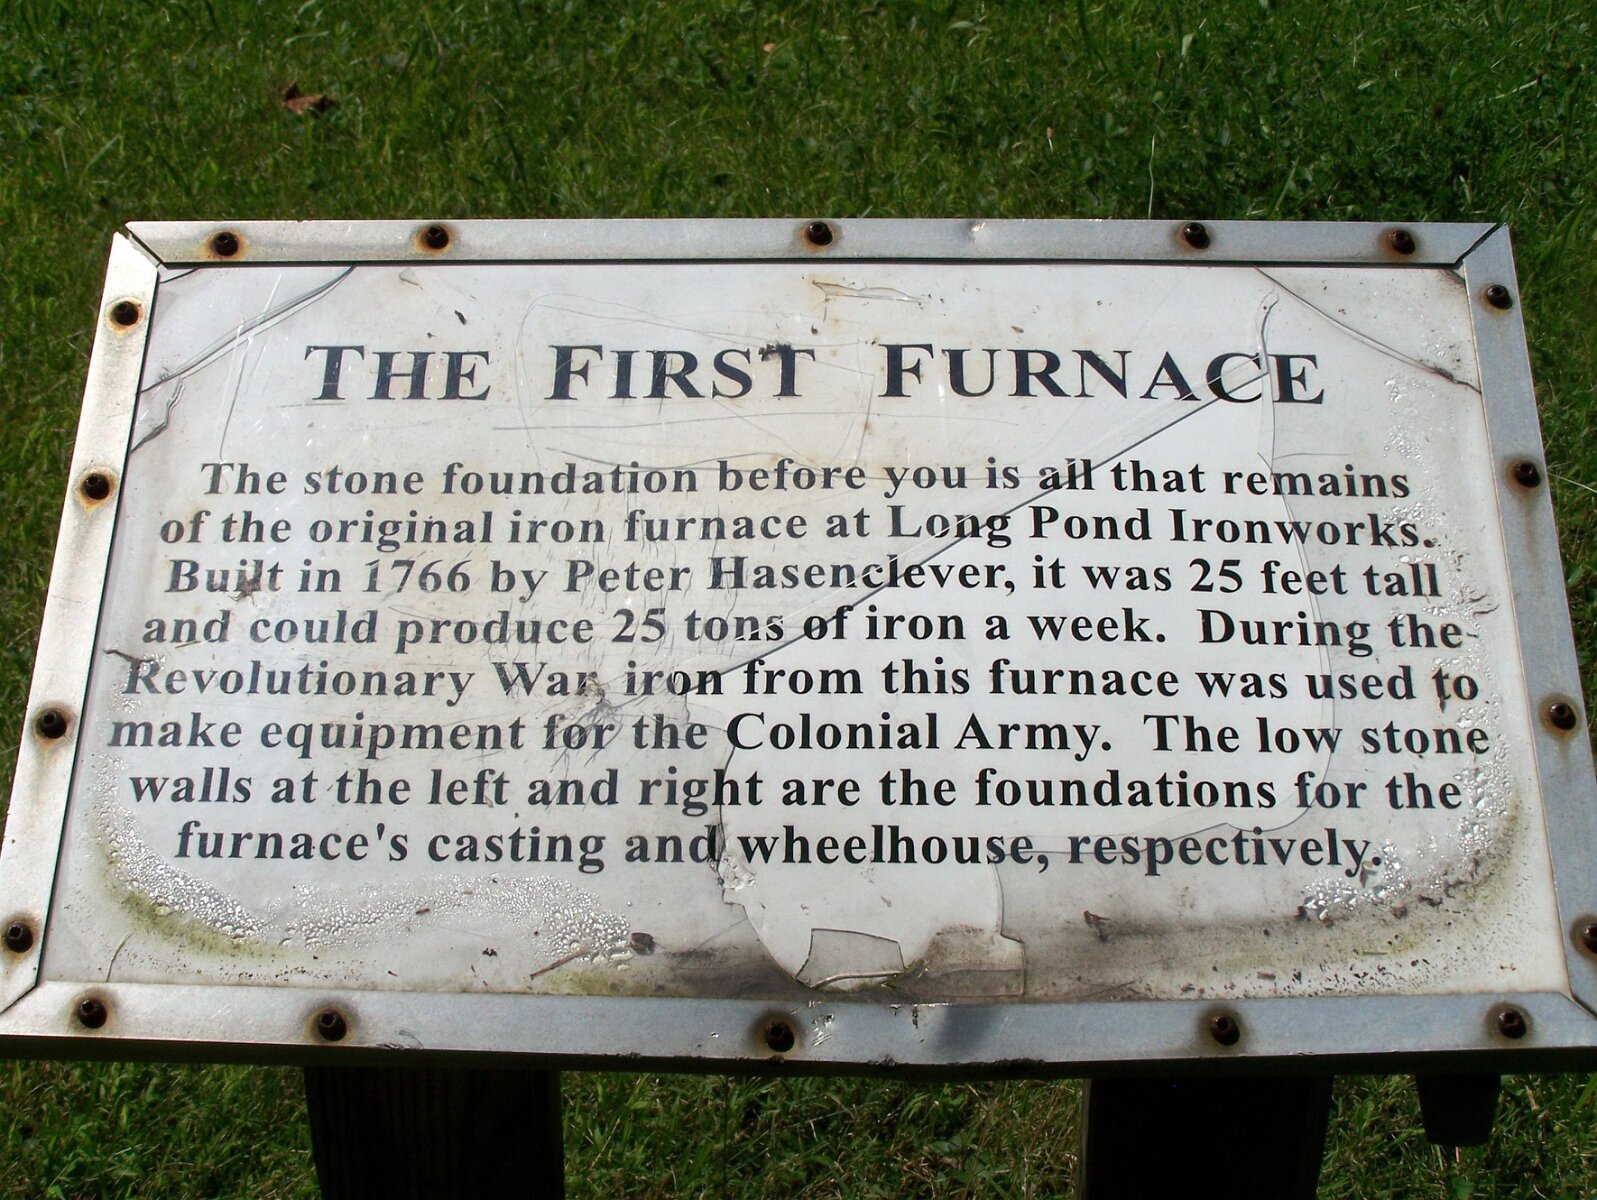 THE FIRST FURNACE
The stone foundation before you is all that remains
of the original iron furnace at Long Pond Ironworks.
Built in 1766 by Peter Hasenclever, it was 25 feet tall
and could produce 25 tons of iron a week. During the
Revolutionary War, iron from this furnace was used to
make equipment for the Colonial Army. The low stone
walls at the left and right are the foundations for the
furnace's casting and wheelhouse, respectively.